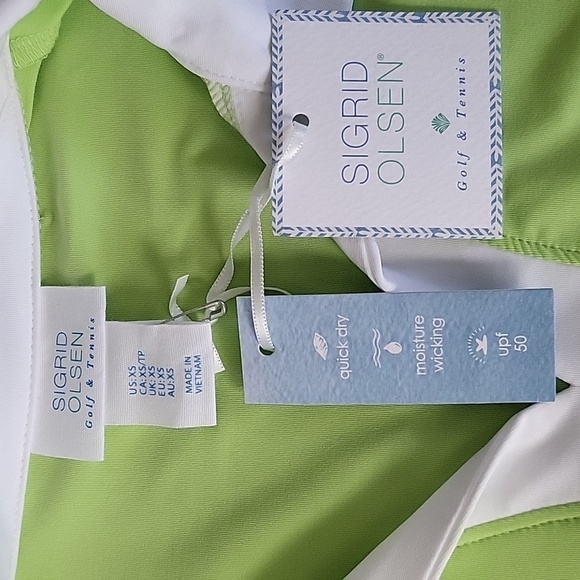 SIGRID
OLSEN®
Golf & Tennis
quick dry
moisture
wicking
upf
50
SIGRID
OLSEN
Golf & Tennis
US:XS
CA:XS/TP
UK:XS
EU:XS
AU:XS
MADE IN
VIETNAM